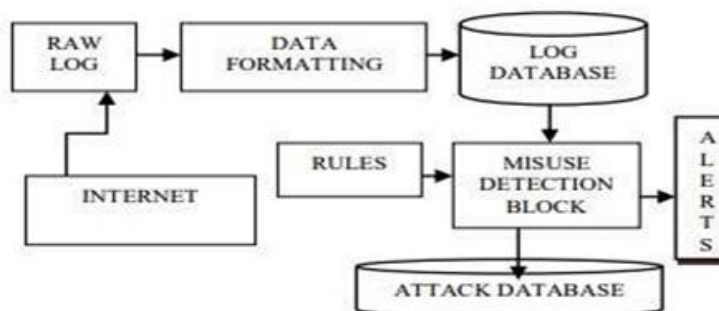 RAW
LOG
DATA
FORMATTING
LOG
DATABASE
INTERNET
RULES
MISUSE
DETECTION
BLOCK
A
L
E
R
T
S
ATTACK DATABASE